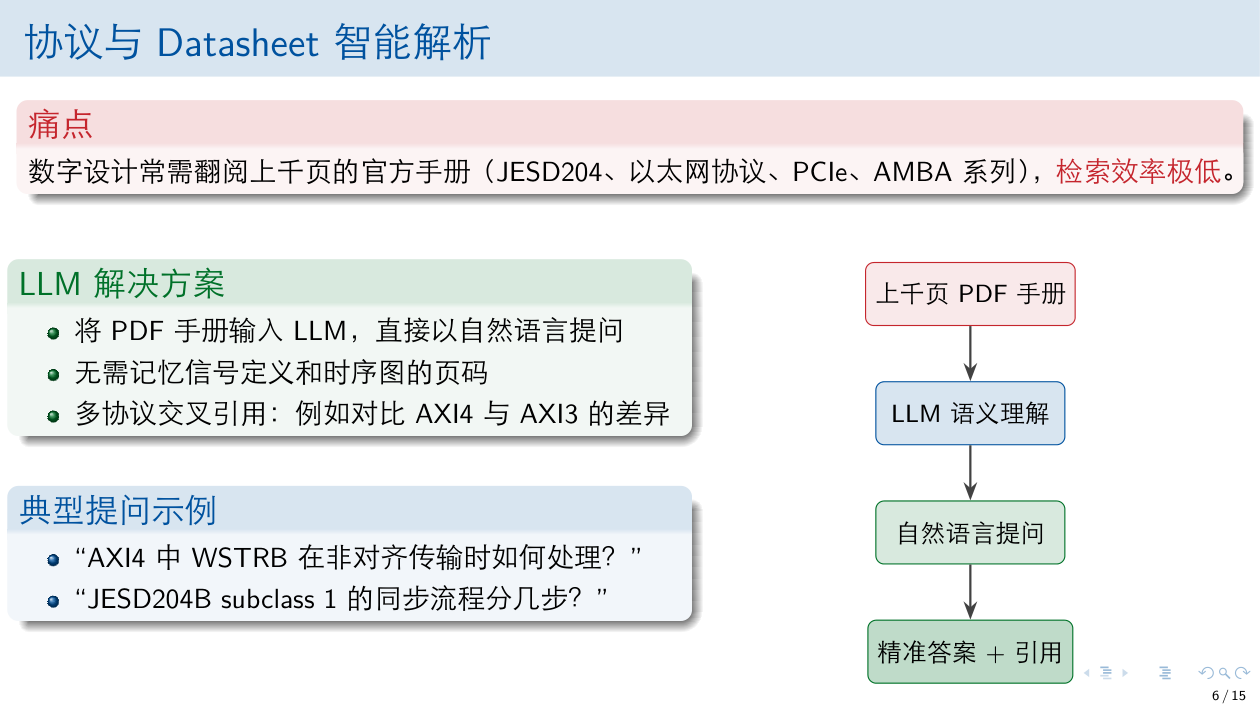 协议与 Datasheet 智能解析
痛点
数字设计常需翻阅上千页的官方手册（JESD204、以太网协议、PCIe、AMBA 系列），检索效率极低。
LLM 解决方案
将 PDF 手册输入 LLM，直接以自然语言提问
无需记忆信号定义和时序图的页码
多协议交叉引用：例如对比 AXI4 与 AXI3 的差异
典型提问示例
“AXI4 中 WSTRB 在非对齐传输时如何处理？”
“JESD204B subclass 1 的同步流程分几步？”
上千页 PDF 手册
LLM 语义理解
自然语言提问
精准答案 + 引用
6 / 15